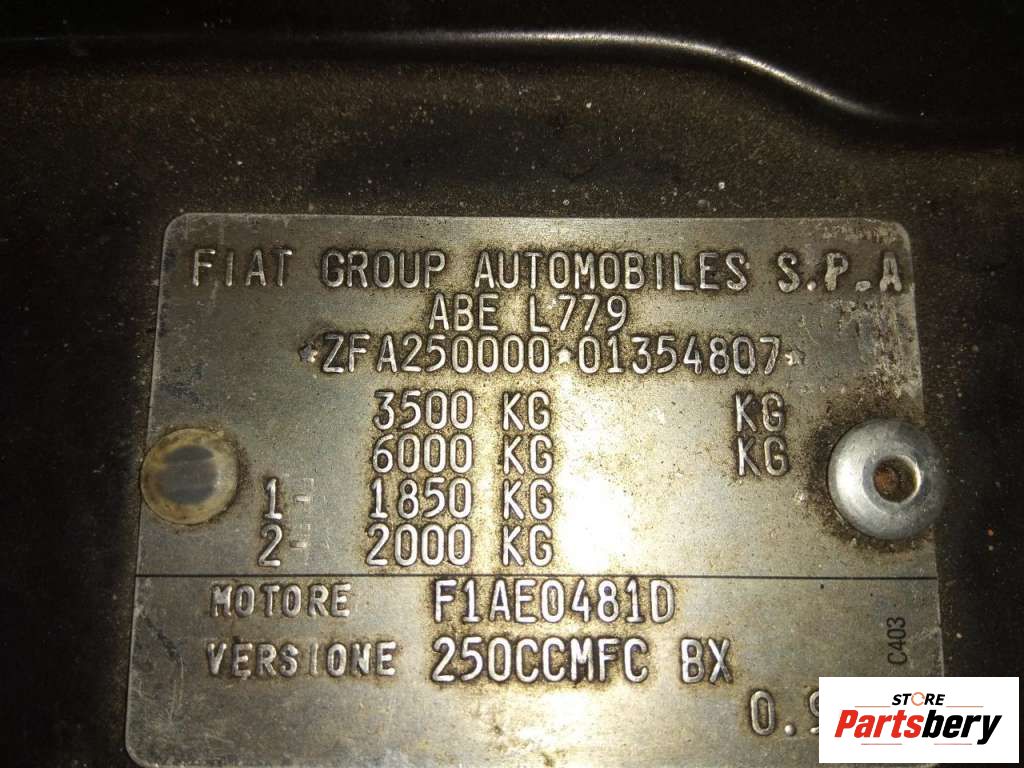 FIAT GROUP AUTOMOBILES S.P.A
ABE L779
*ZFA250000*01354807*
3500 KG KG
6000 KG KG
1- 1850 KG
2- 2000 KG
MOTORE F1AE0481D
VERSIONE 250CCMFC BX
C403
STORE
Partsbery